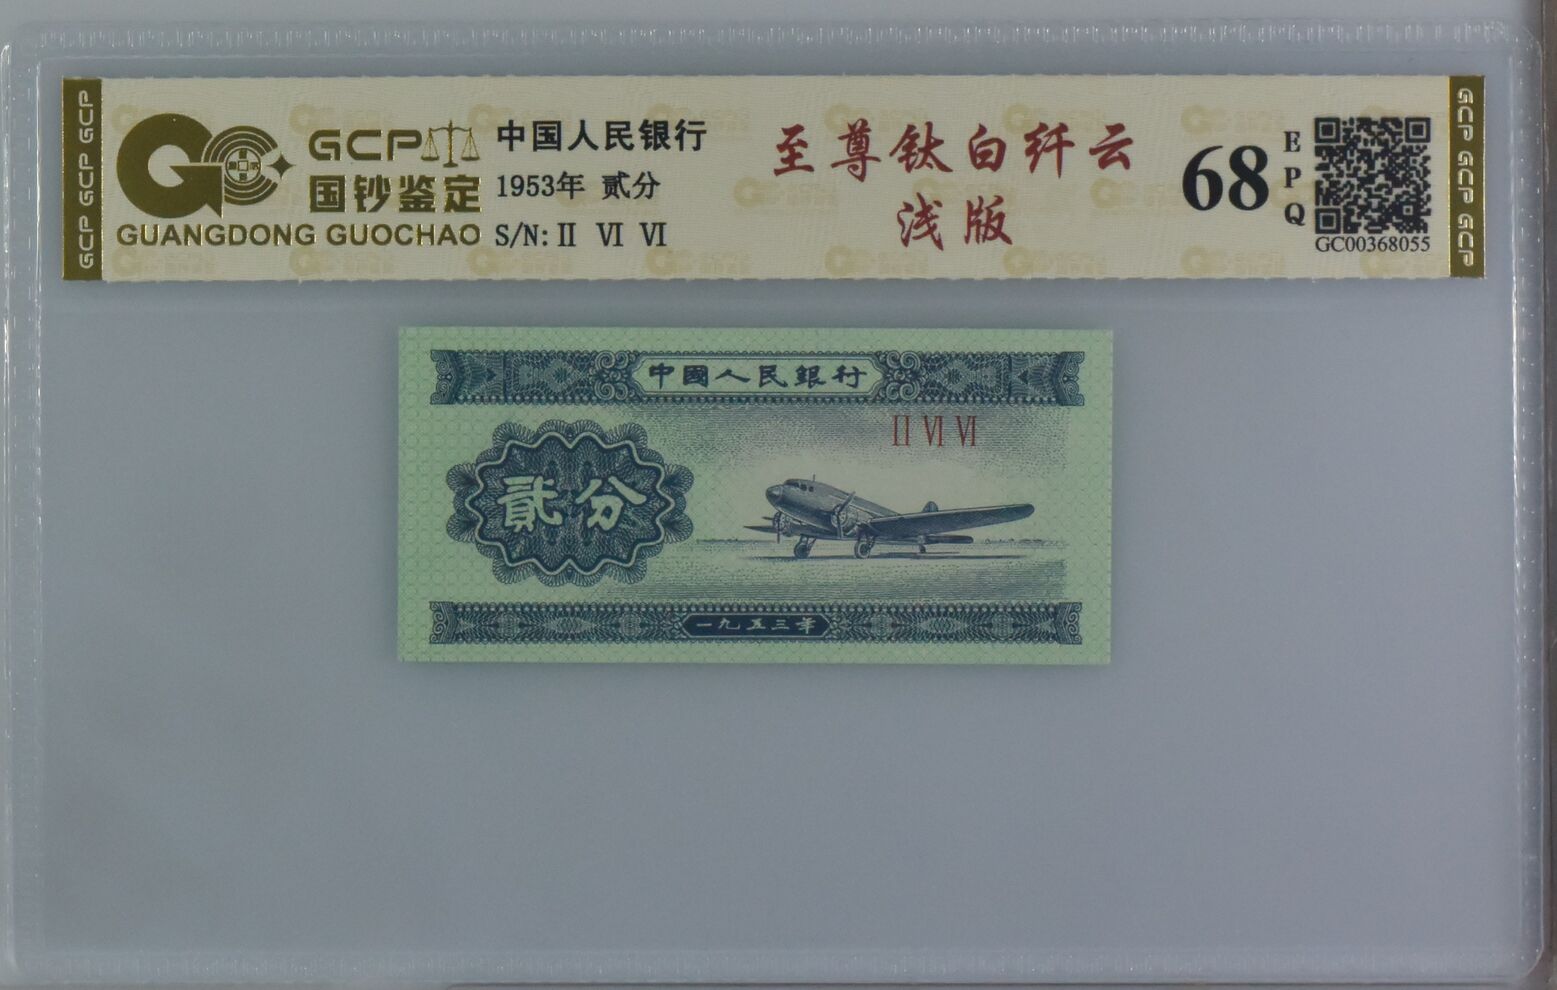 GCP GCP GCP
GCP
国钞鉴定
GUANGDONG GUOCHAO
中国人民银行
1953年 贰分
S/N: II VI VI
至尊钛白纤云
浅版
68
EPQ
GC00368055
GCP GCP GCP
中國人民銀行
II VI VI
貳分
一九五三年